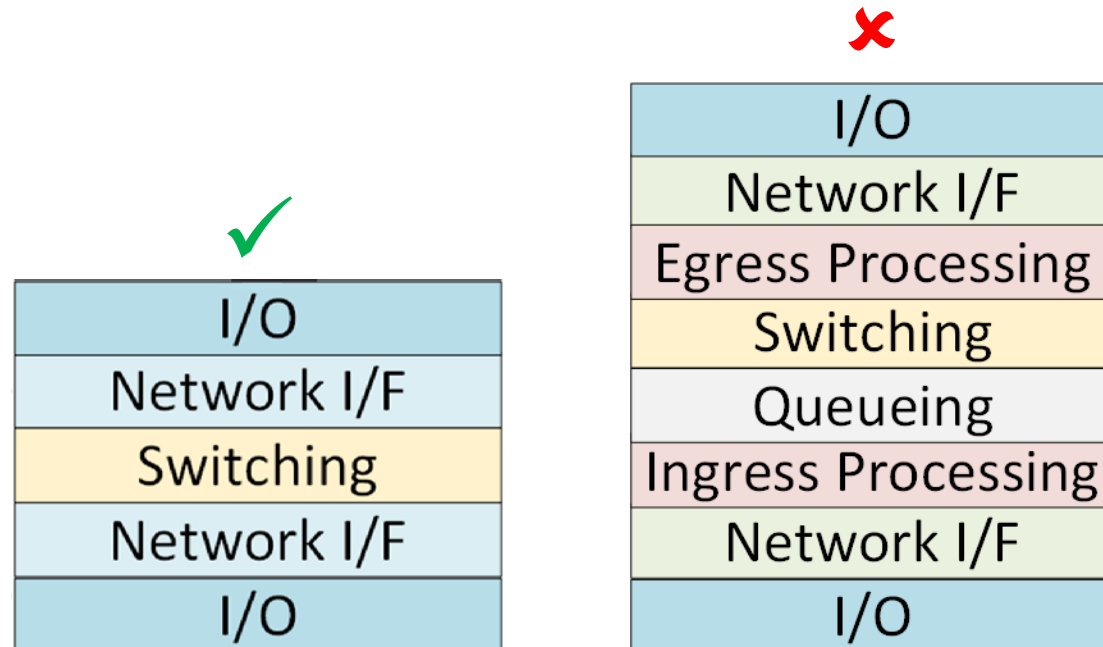 I/O
Network I/F
Switching
Network I/F
I/O
I/O
Network I/F
Egress Processing
Switching
Queueing
Ingress Processing
Network I/F
I/O